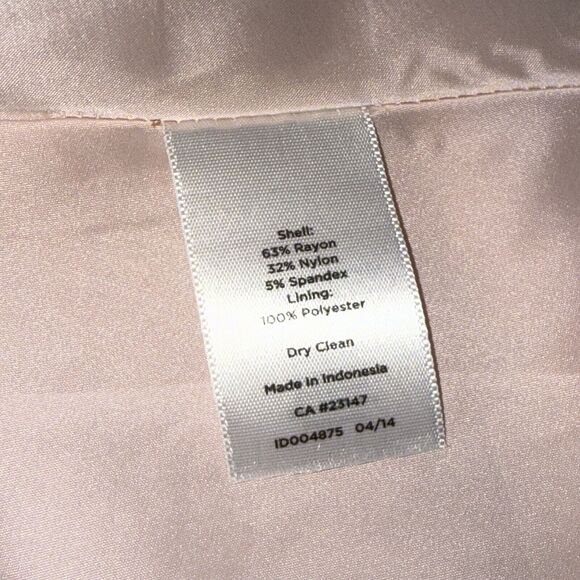 Shell:
63% Rayon
32% Nylon
5% Spandex
Lining:
100% Polyester
Dry Clean
Made in Indonesia
CA #23147
ID004875 04/14